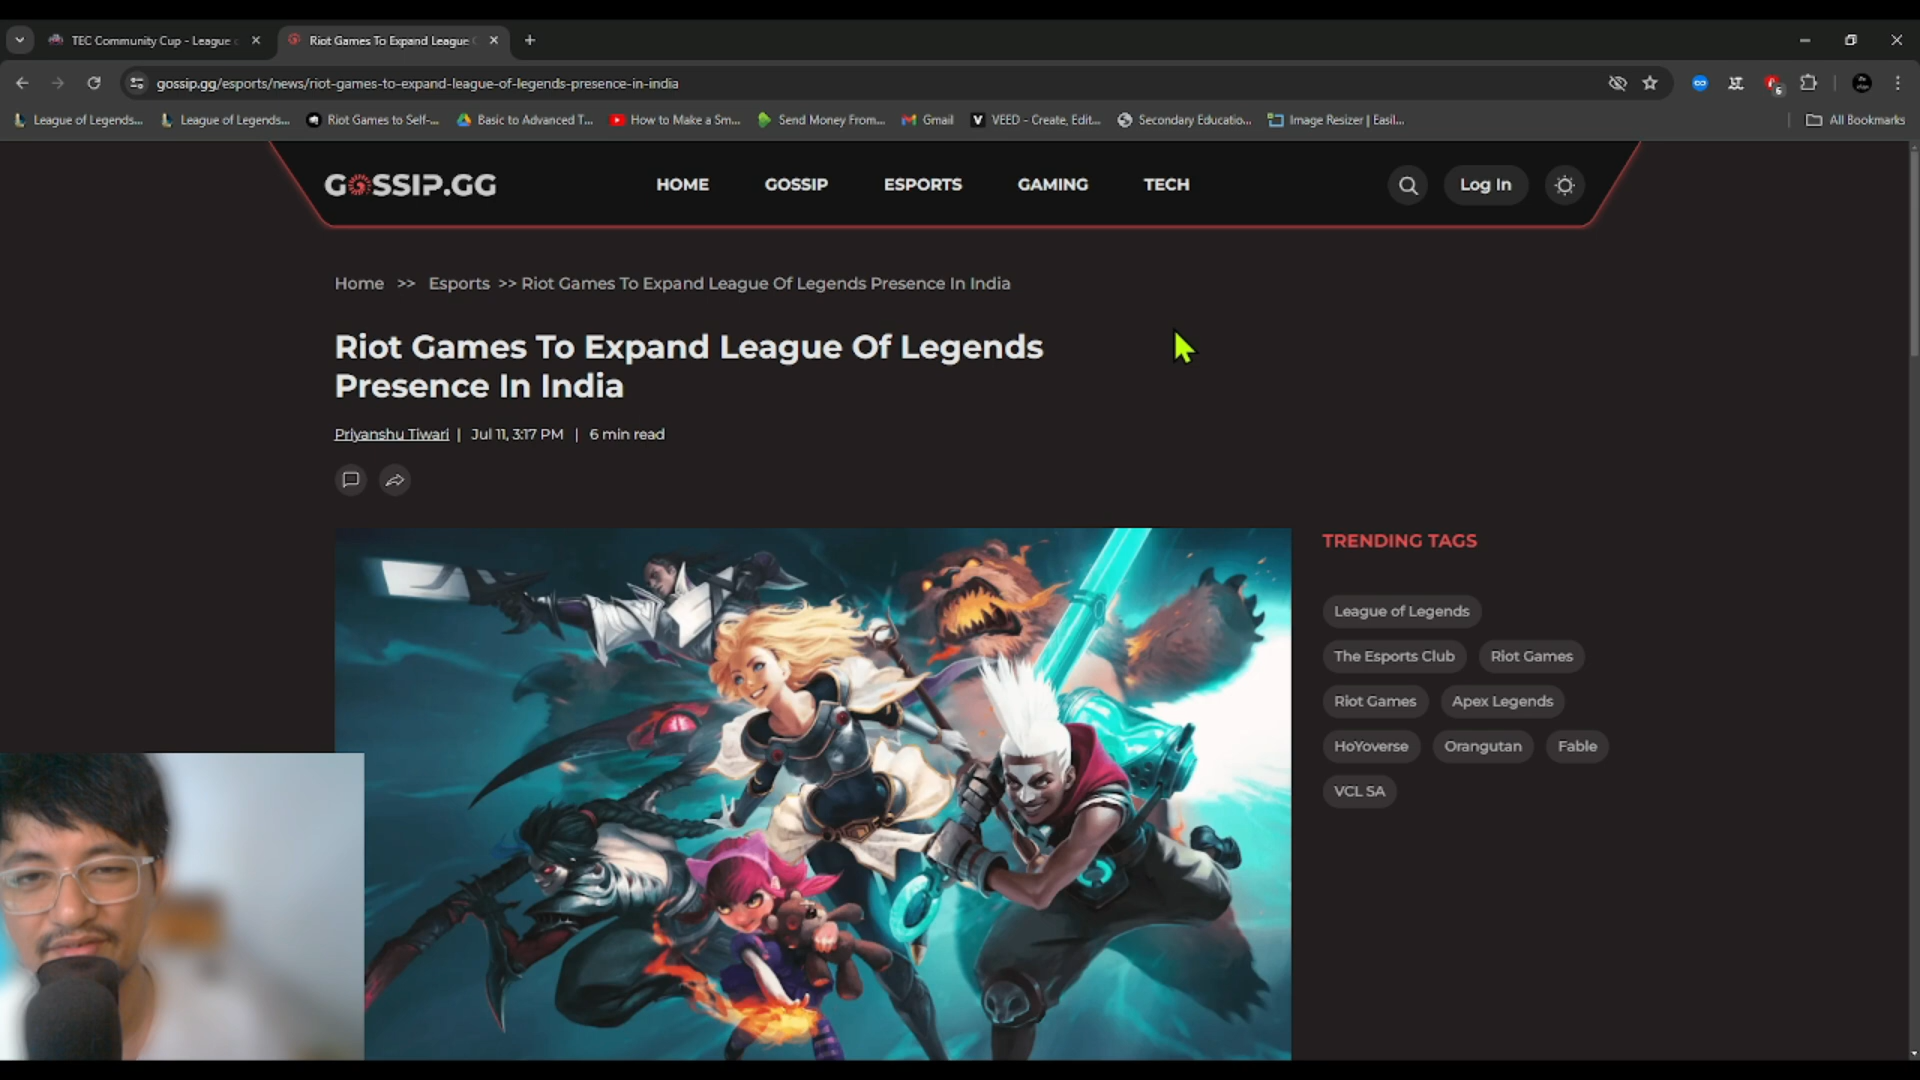 TEC Community Cup - League
Riot Games To Expand League
gossip.gg/esports/news/riot-games-to-expand-league-of-legends-presence-in-india
League of Legends...
League of Legends...
Riot Games to Self-...
Basic to Advanced T...
How to Make a Sm...
Send Money From...
Gmail
VEED - Create, Edit...
Secondary Educatio...
Image Resizer | Easil...
All Bookmarks
GOSSIP.GG
HOME
GOSSIP
ESPORTS
GAMING
TECH
Log In
Home >> Esports >> Riot Games To Expand League Of Legends Presence In India
Riot Games To Expand League Of Legends
Presence In India
Priyanshu Tiwari | Jul 11, 3:17 PM | 6 min read
TRENDING TAGS
League of Legends
The Esports Club
Riot Games
Riot Games
Apex Legends
HoYoverse
Orangutan
Fable
VCL SA